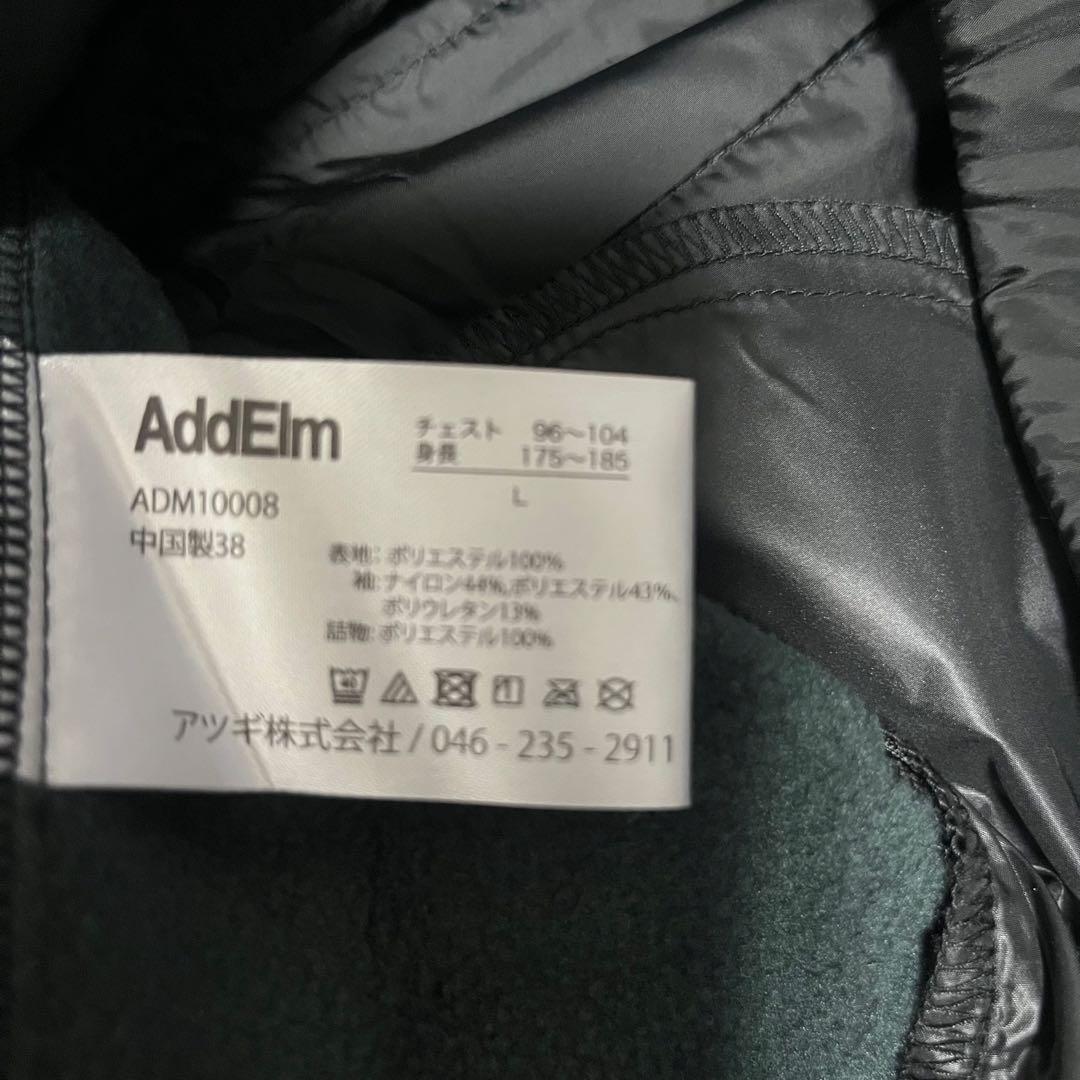 AddElm
チェスト 96～104
身長 175～185
L
ADM10008
中国製38
表地：ポリエステル100%
袖：ナイロン44%、ポリエステル43%、
ポリウレタン13%
詰物：ポリエステル100%
40
アツギ株式会社 / 046 - 235 - 2911